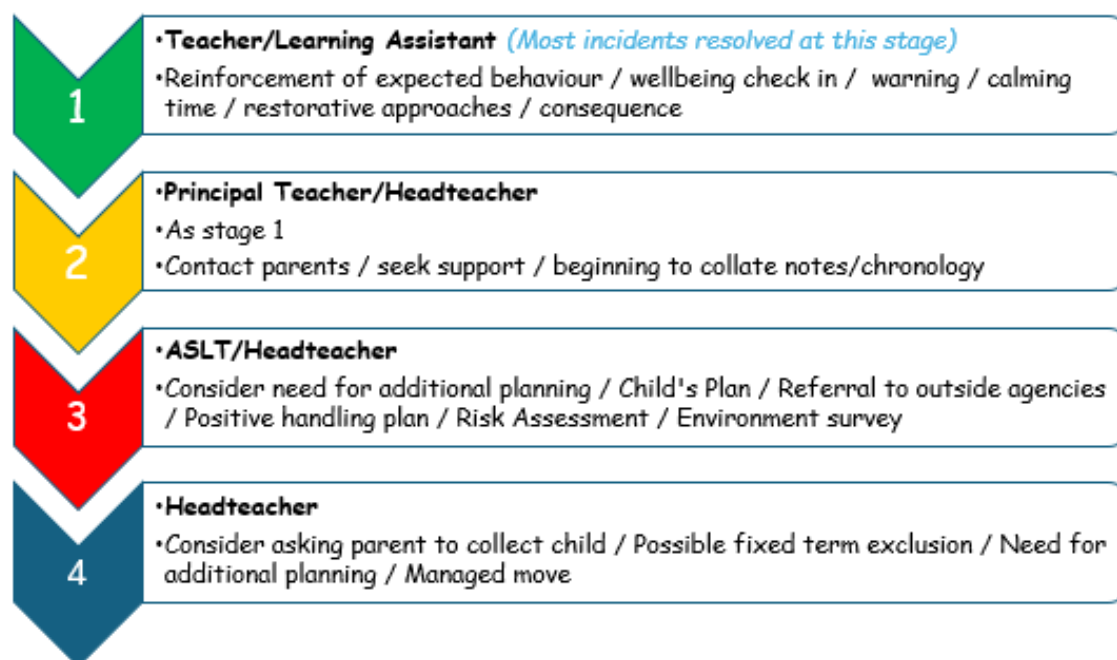 1
•Teacher/Learning Assistant (Most incidents resolved at this stage)
•Reinforcement of expected behaviour / wellbeing check in / warning / calming
time / restorative approaches / consequence
2
•Principal Teacher/Headteacher
•As stage 1
•Contact parents / seek support / beginning to collate notes/chronology
3
•ASLT/Headteacher
•Consider need for additional planning / Child's Plan / Referral to outside agencies
/ Positive handling plan / Risk Assessment / Environment survey
4
•Headteacher
•Consider asking parent to collect child / Possible fixed term exclusion / Need for
additional planning / Managed move